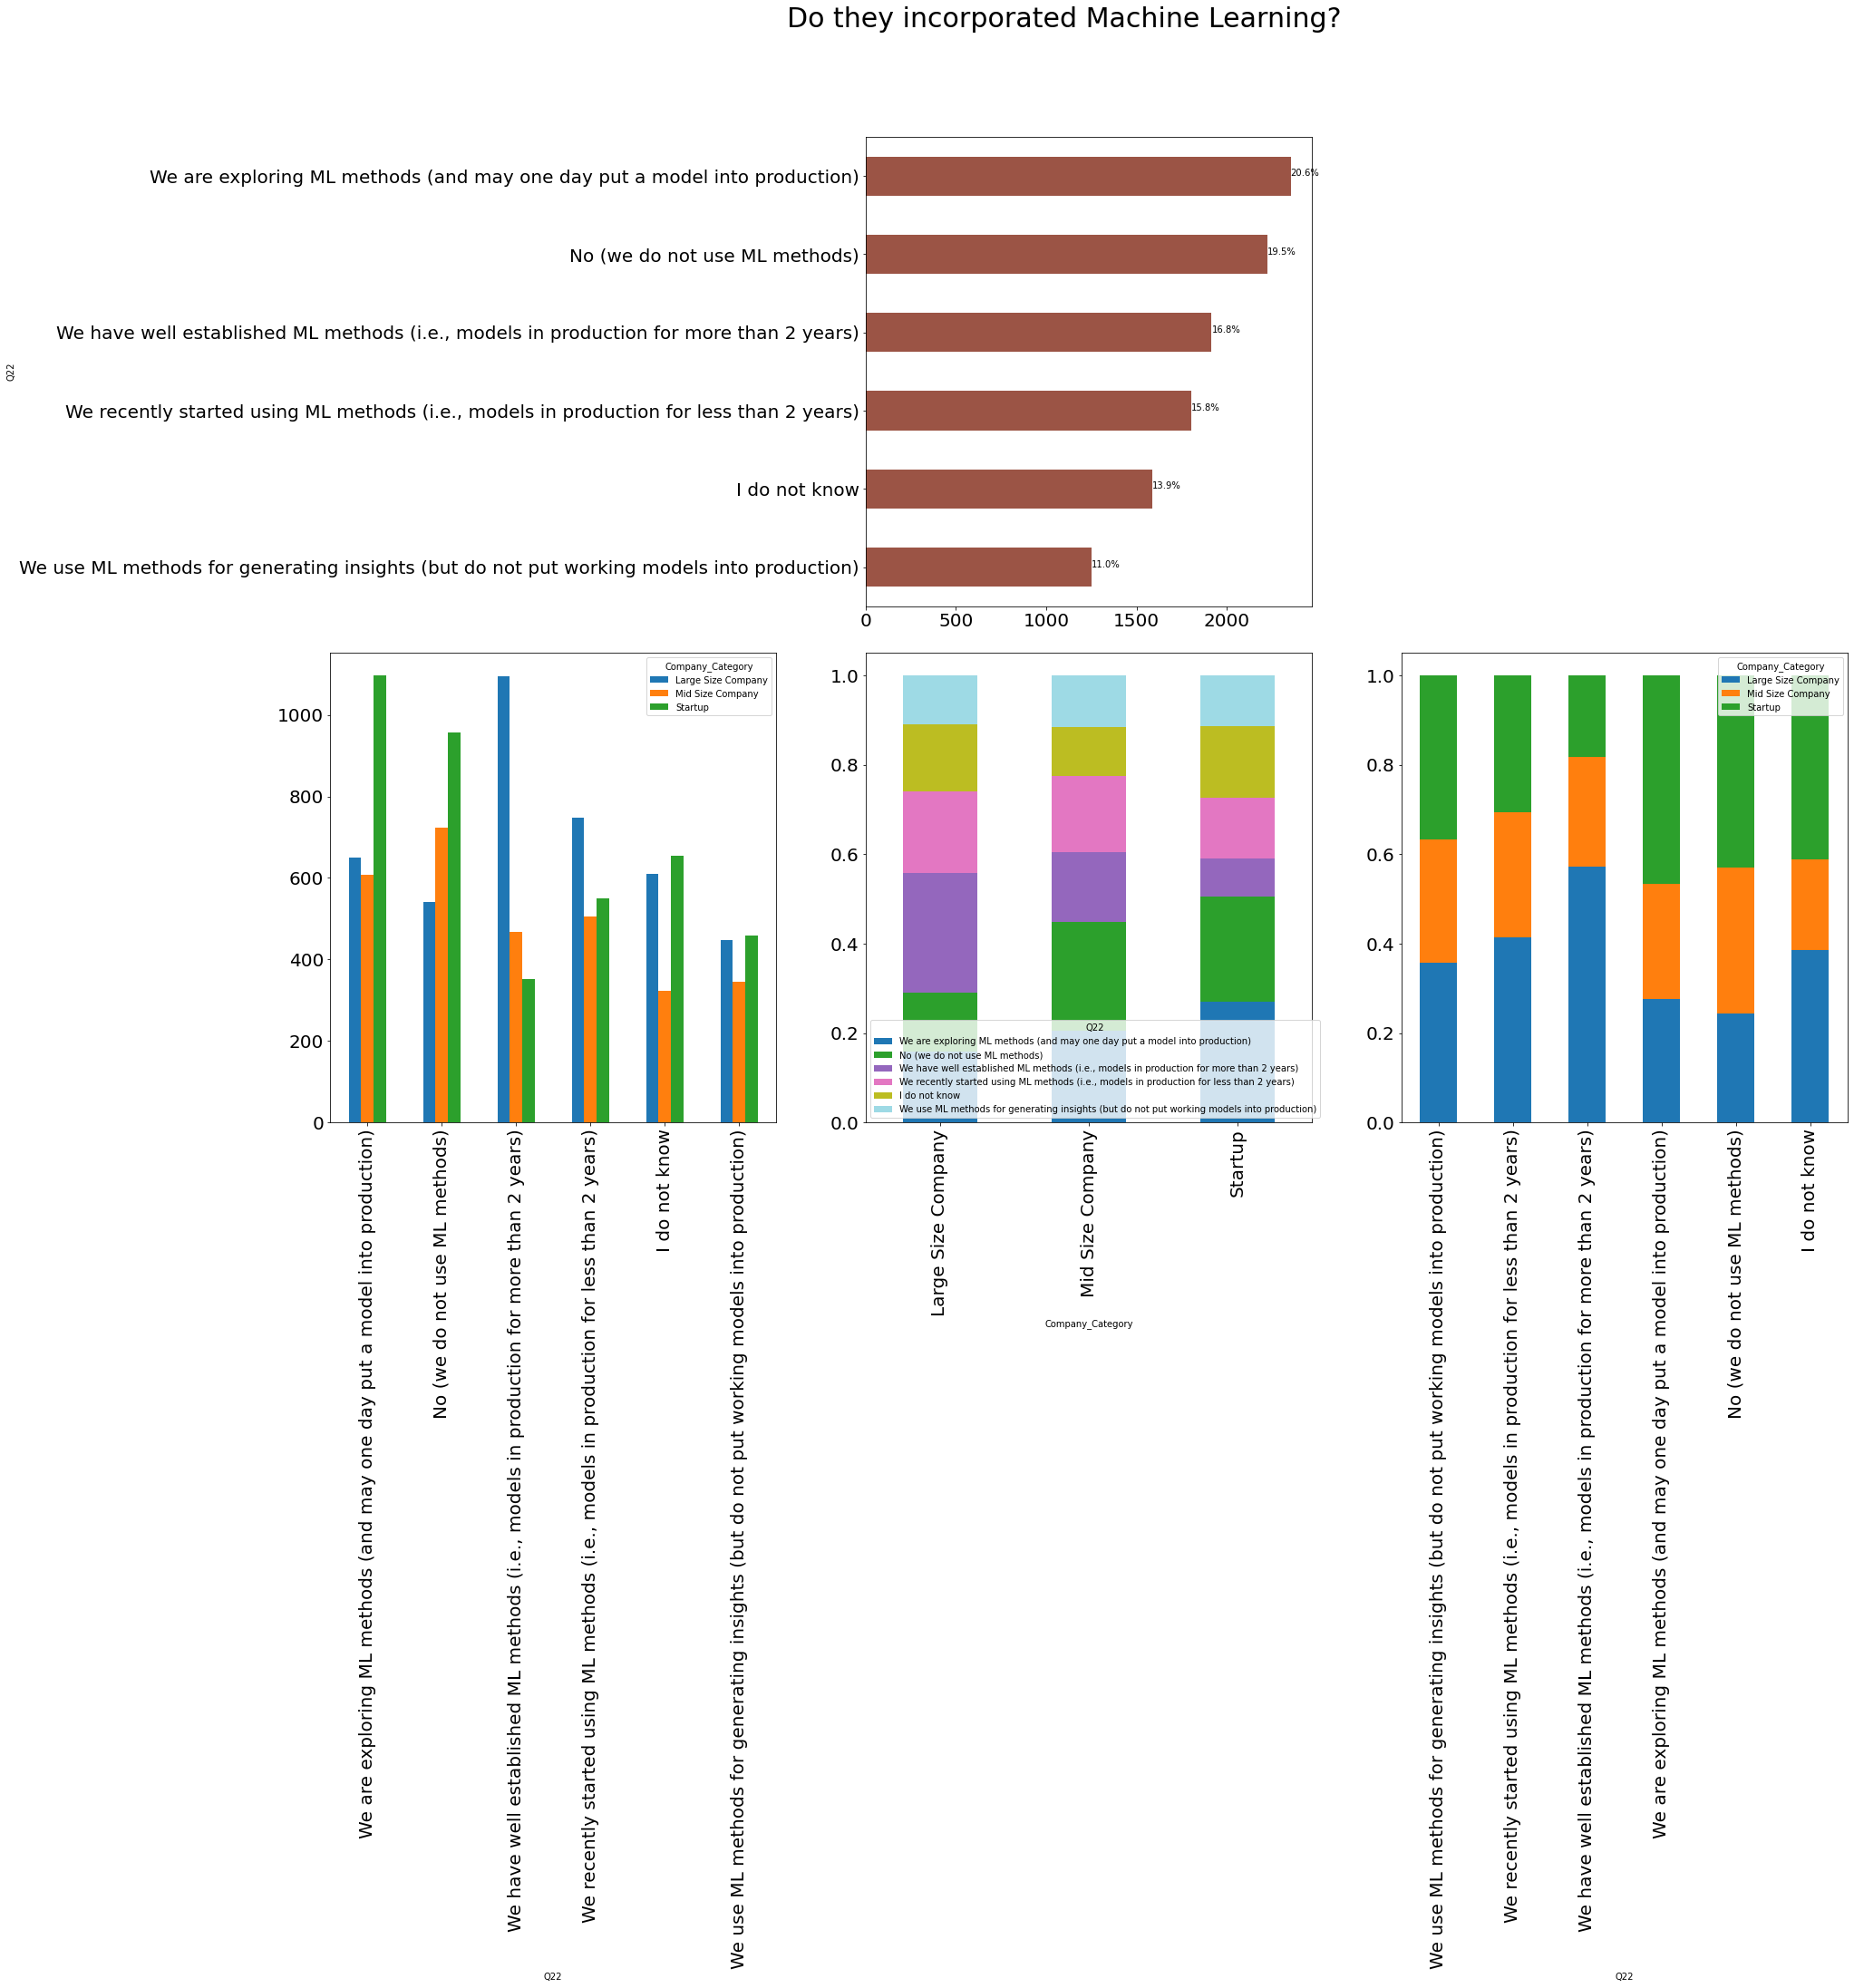 Do they incorporated Machine Learning?
Q22
We are exploring ML methods (and may one day put a model into production)
20.6%
No (we do not use ML methods)
19.5%
We have well established ML methods (i.e., models in production for more than 2 years)
16.8%
We recently started using ML methods (i.e., models in production for less than 2 years)
15.8%
I do not know
13.9%
We use ML methods for generating insights (but do not put working models into production)
11.0%
0
500
1000
1500
2000
1000
800
600
400
200
0
Company_Category
Large Size Company
Mid Size Company
Startup
We are exploring ML methods (and may one day put a model into production)
No (we do not use ML methods)
We have well established ML methods (i.e., models in production for more than 2 years)
We recently started using ML methods (i.e., models in production for less than 2 years)
I do not know
We use ML methods for generating insights (but do not put working models into production)
Q22
1.0
0.8
0.6
0.4
0.2
0.0
Q22
We are exploring ML methods (and may one day put a model into production)
No (we do not use ML methods)
We have well established ML methods (i.e., models in production for more than 2 years)
We recently started using ML methods (i.e., models in production for less than 2 years)
I do not know
We use ML methods for generating insights (but do not put working models into production)
Large Size Company
Mid Size Company
Startup
Company_Category
1.0
0.8
0.6
0.4
0.2
0.0
Company_Category
Large Size Company
Mid Size Company
Startup
We use ML methods for generating insights (but do not put working models into production)
We recently started using ML methods (i.e., models in production for less than 2 years)
We have well established ML methods (i.e., models in production for more than 2 years)
We are exploring ML methods (and may one day put a model into production)
No (we do not use ML methods)
I do not know
Q22